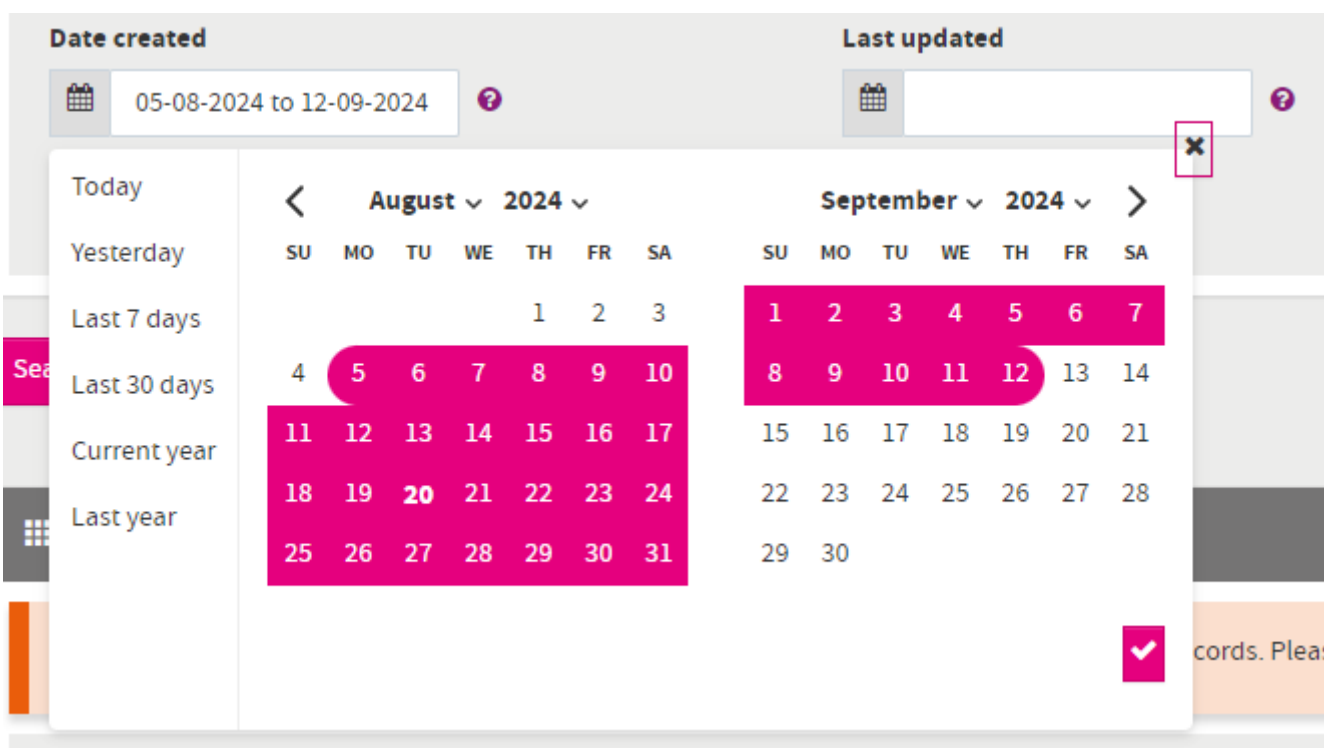 Date created
Last updated
05-08-2024 to 12-09-2024
Today
Yesterday
Last 7 days
Last 30 days
Current year
Last year
August 2024
SU MO TU WE TH FR SA
1 2 3
4 5 6 7 8 9 10
11 12 13 14 15 16 17
18 19 20 21 22 23 24
25 26 27 28 29 30 31
September 2024
SU MO TU WE TH FR SA
1 2 3 4 5 6 7
8 9 10 11 12 13 14
15 16 17 18 19 20 21
22 23 24 25 26 27 28
29 30